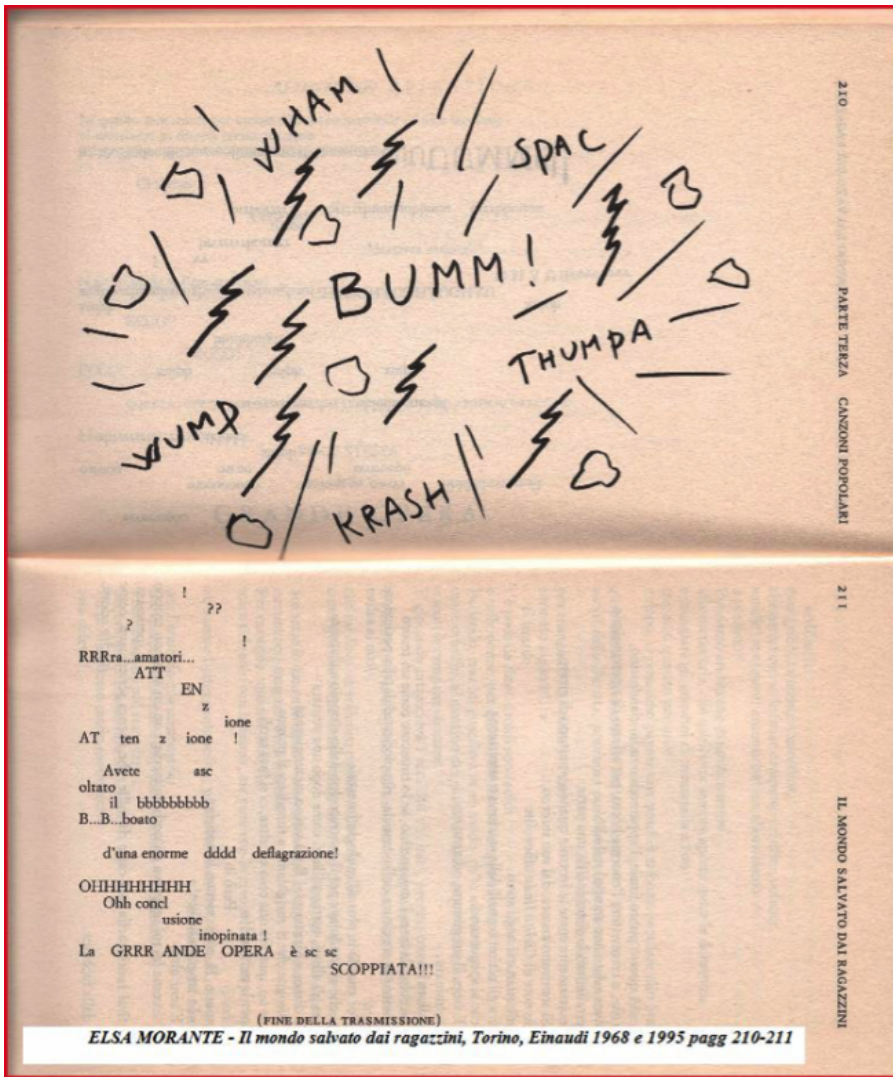 WHAM
SPAC
BUMM!
THUMPA
WUMP
KRASH
210
PARTE TERZA CANZONI POPOLARI
!
??
?
!
RRRra...amatori...
ATT
EN
z
ione
AT ten z ione !
Avete asc
oltato
il bbbbbbbbb
B...B...boato
d'una enorme dddd deflagrazione!
OHHHHHHHH
Ohh concl
usione
inopinata !
La GRRR ANDE OPERA è sc sc
SCOPPIATA!!!
(FINE DELLA TRASMISSIONE)
211
IL MONDO SALVATO DAI RAGAZZINI
ELSA MORANTE - Il mondo salvato dai ragazzini, Torino, Einaudi 1968 e 1995 pagg 210-211